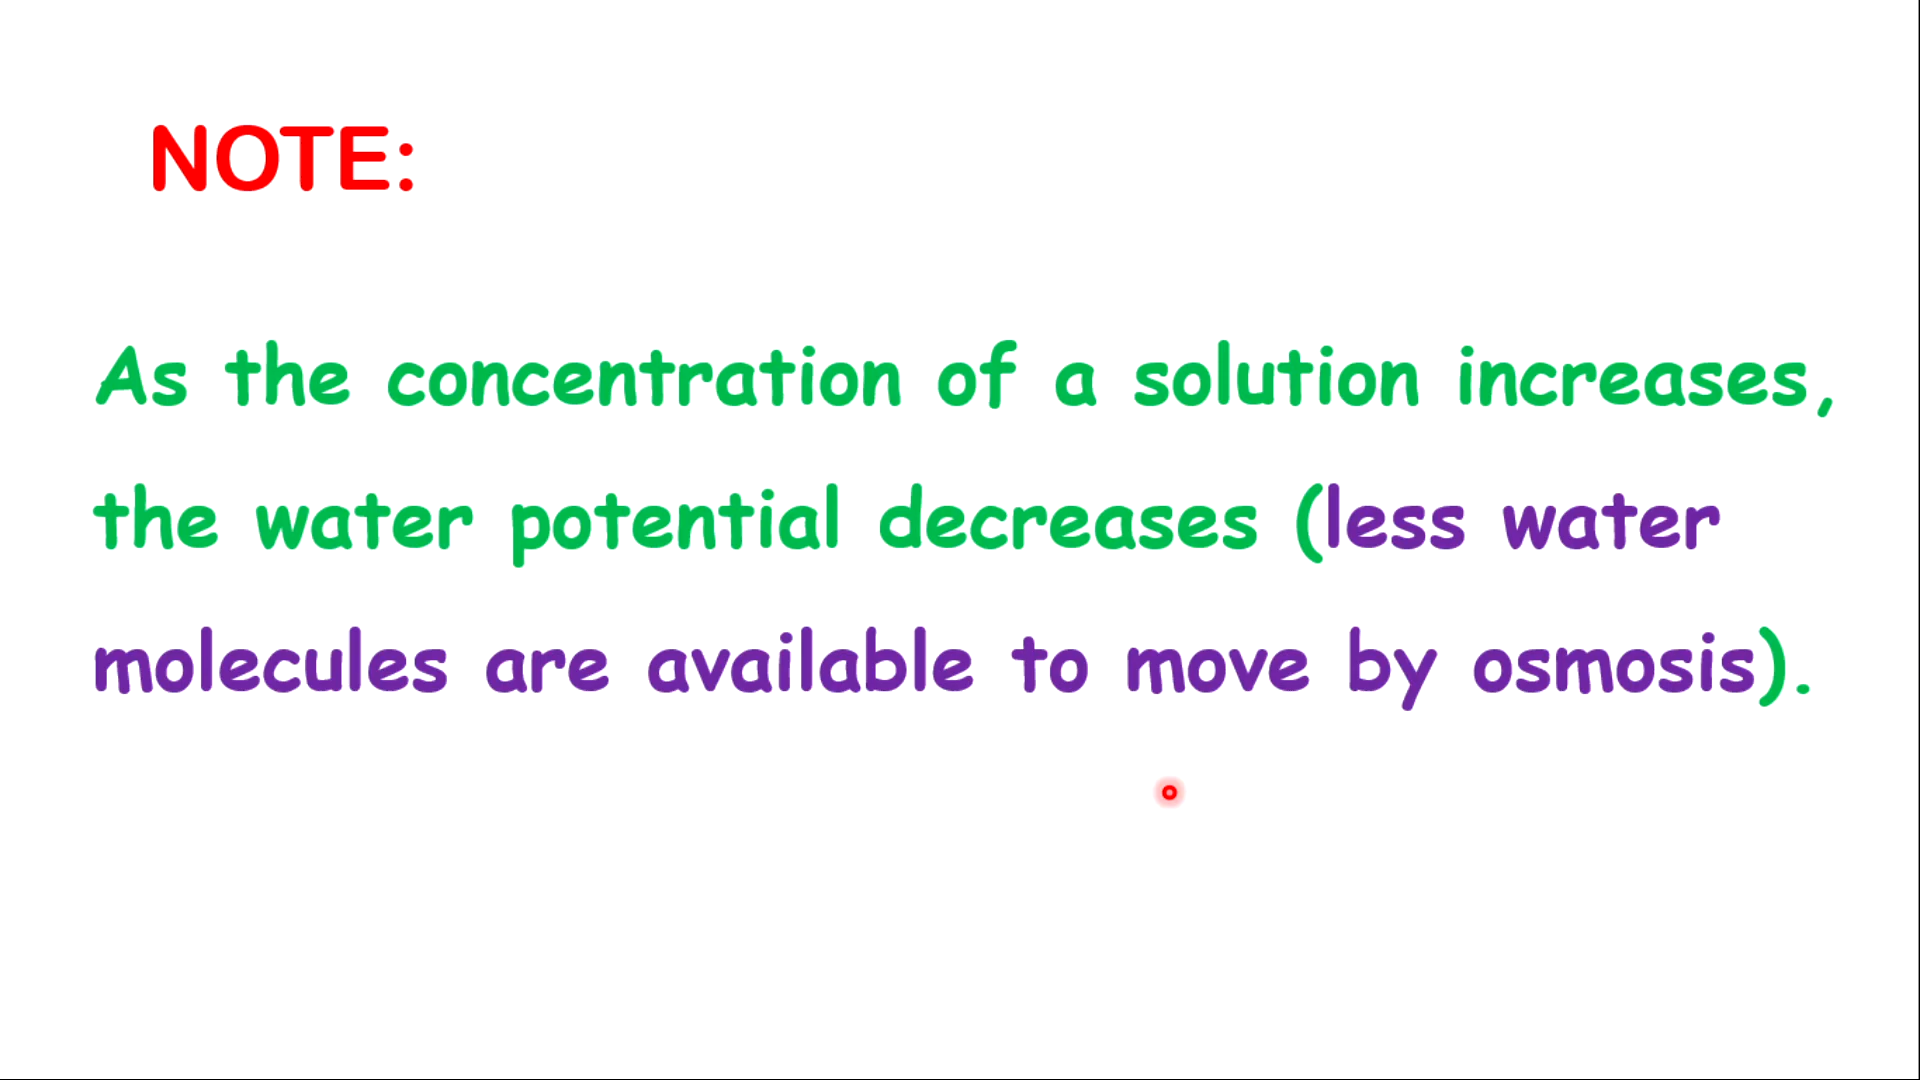 NOTE:
As the concentration of a solution increases,
the water potential decreases (less water
molecules are available to move by osmosis).